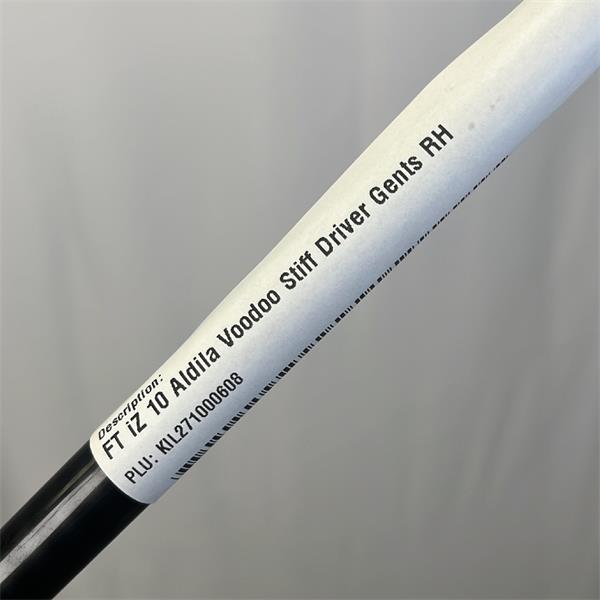 Description:
FT iZ 10 Aldila Voodoo Stiff Driver Gents RH
PLU: KIL271000608